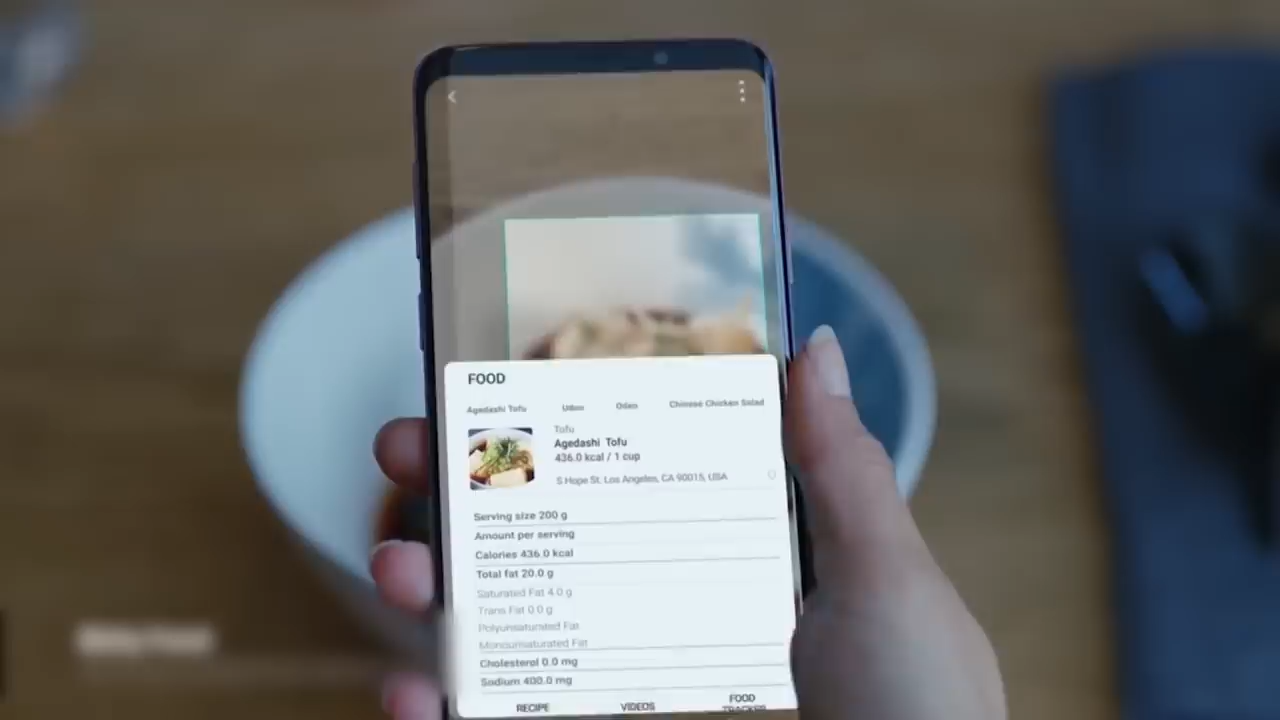 FOOD
Agedashi Tofu Udon Oden Chinese Chicken Salad
Tofu
Agedashi Tofu
436.0 kcal / 1 cup
S Hope St. Los Angeles, CA 90015, USA
Serving size 200 g
Amount per serving
Calories 436.0 kcal
Total fat 20.0 g
Saturated Fat 4.0 g
Trans Fat 0.0 g
Polyunsaturated Fat
Monounsaturated Fat
Cholesterol 0.0 mg
Sodium 400.0 mg
RECIPE VIDEOS FOOD
TRACKER